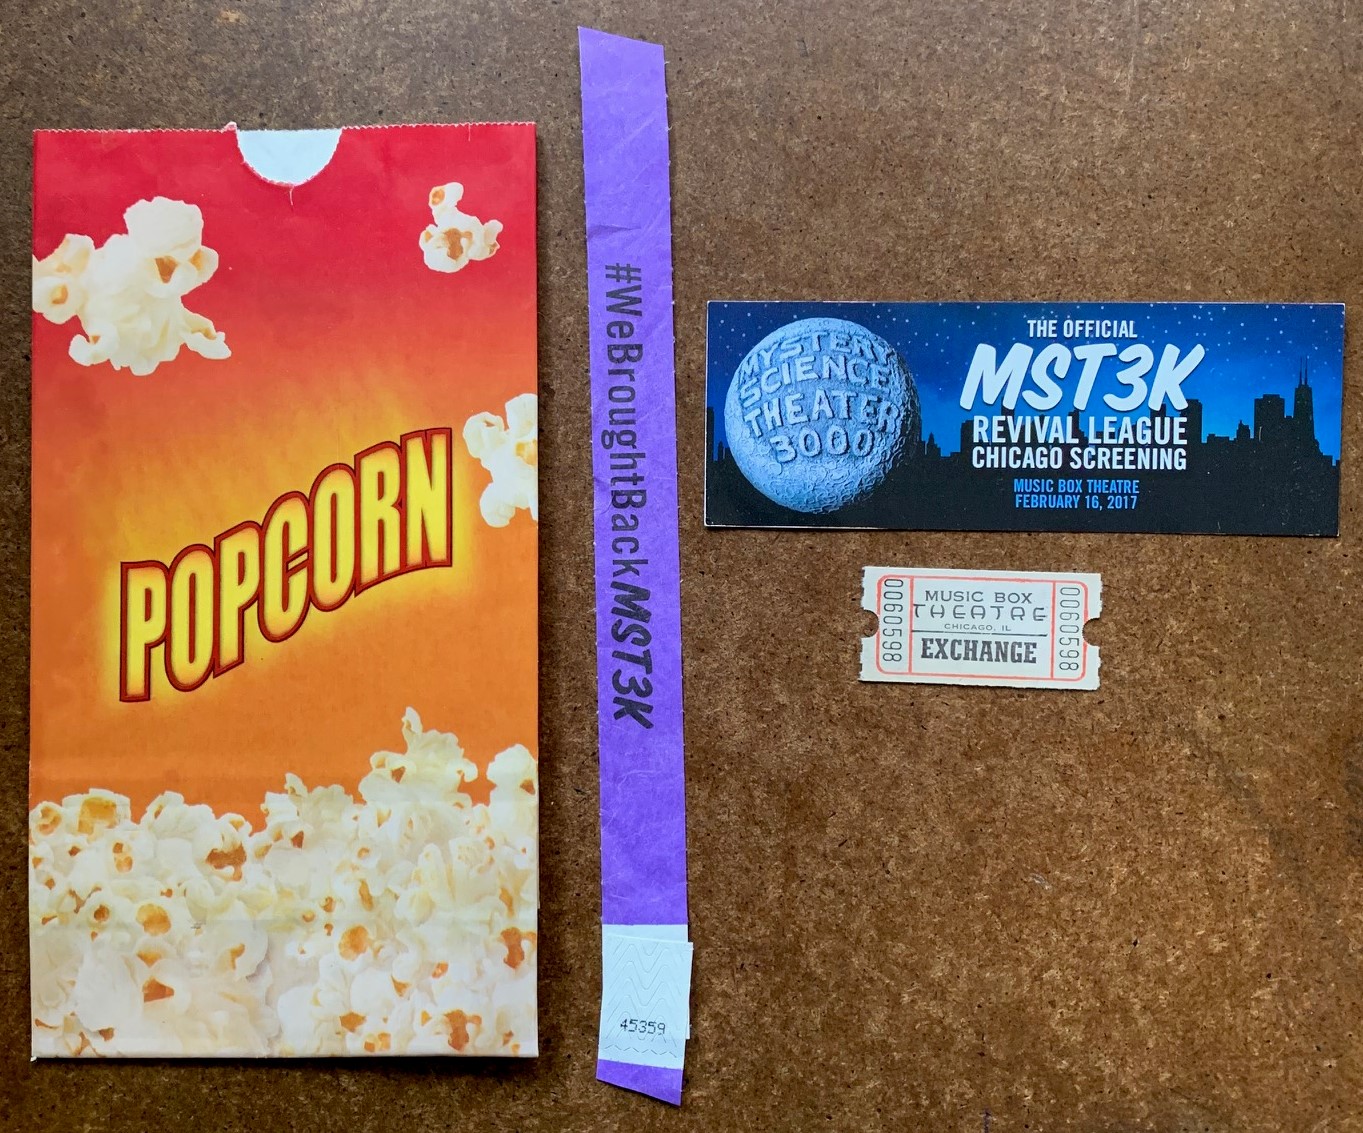 POPCORN
#WeBroughtBackMST3K
45359
MYSTERY
SCIENCE
THEATER
3000
THE OFFICIAL
MST3K
REVIVAL LEAGUE
CHICAGO SCREENING
MUSIC BOX THEATRE
FEBRUARY 16, 2017
0060598
MUSIC BOX
THEATRE
CHICAGO, IL
EXCHANGE
0060598